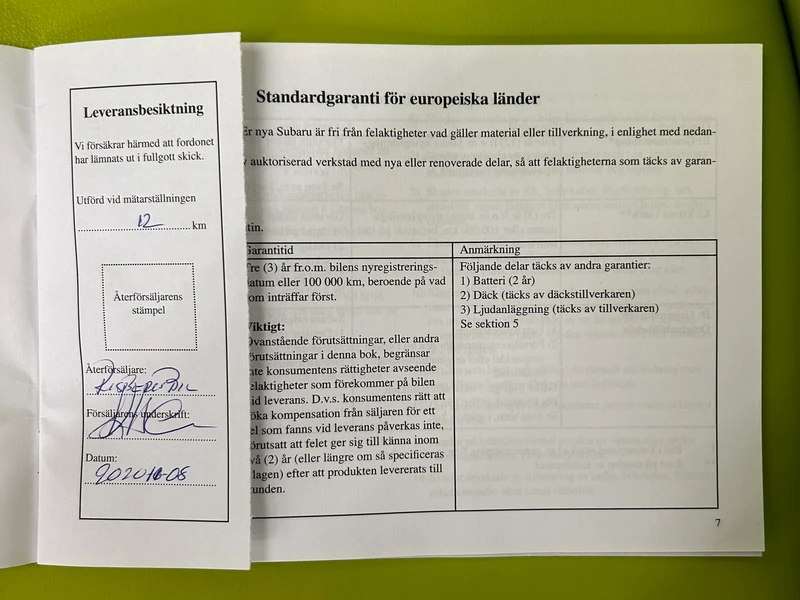 Leveransbesiktning
Vi försäkrar härmed att fordonet
har lämnats ut i fullgott skick.
Utförd vid mätarställningen
12 km
Återförsäljarens
stämpel
Återförsäljare:
Försäljarens underskrift:
Datum:
Standardgaranti för europeiska länder
Er nya Subaru är fri från felaktigheter vad gäller material eller tillverkning, i enlighet med nedan-
auktoriserad verkstad med nya eller renoverade delar, så att felaktigheterna som täcks av garan-
tin.
Garantitid
Tre (3) år fr.o.m. bilens nyregistrerings-
datum eller 100 000 km, beroende på vad
som inträffar först.
Viktigt:
Ovanstående förutsättningar, eller andra
förutsättningar i denna bok, begränsar
inte konsumentens rättigheter avseende
felaktigheter som förekommer på bilen
vid leverans. D.v.s. konsumentens rätt att
söka kompensation från säljaren för ett
fel som fanns vid leverans påverkas inte,
förutsatt att felet ger sig till känna inom
två (2) år (eller längre om så specificeras
i lagen) efter att produkten levererats till
kunden.
Anmärkning
Följande delar täcks av andra garantier:
1) Batteri (2 år)
2) Däck (täcks av däckstillverkaren)
3) Ljudanläggning (täcks av tillverkaren)
Se sektion 5
7